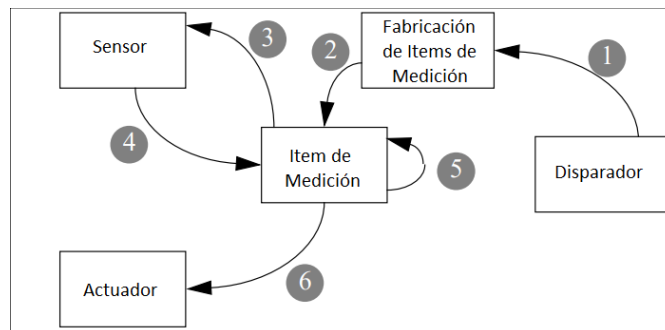 Sensor
3
2
Fabricación
de Items de
Medición
1
4
Item de
Medición
5
Disparador
Actuador
6